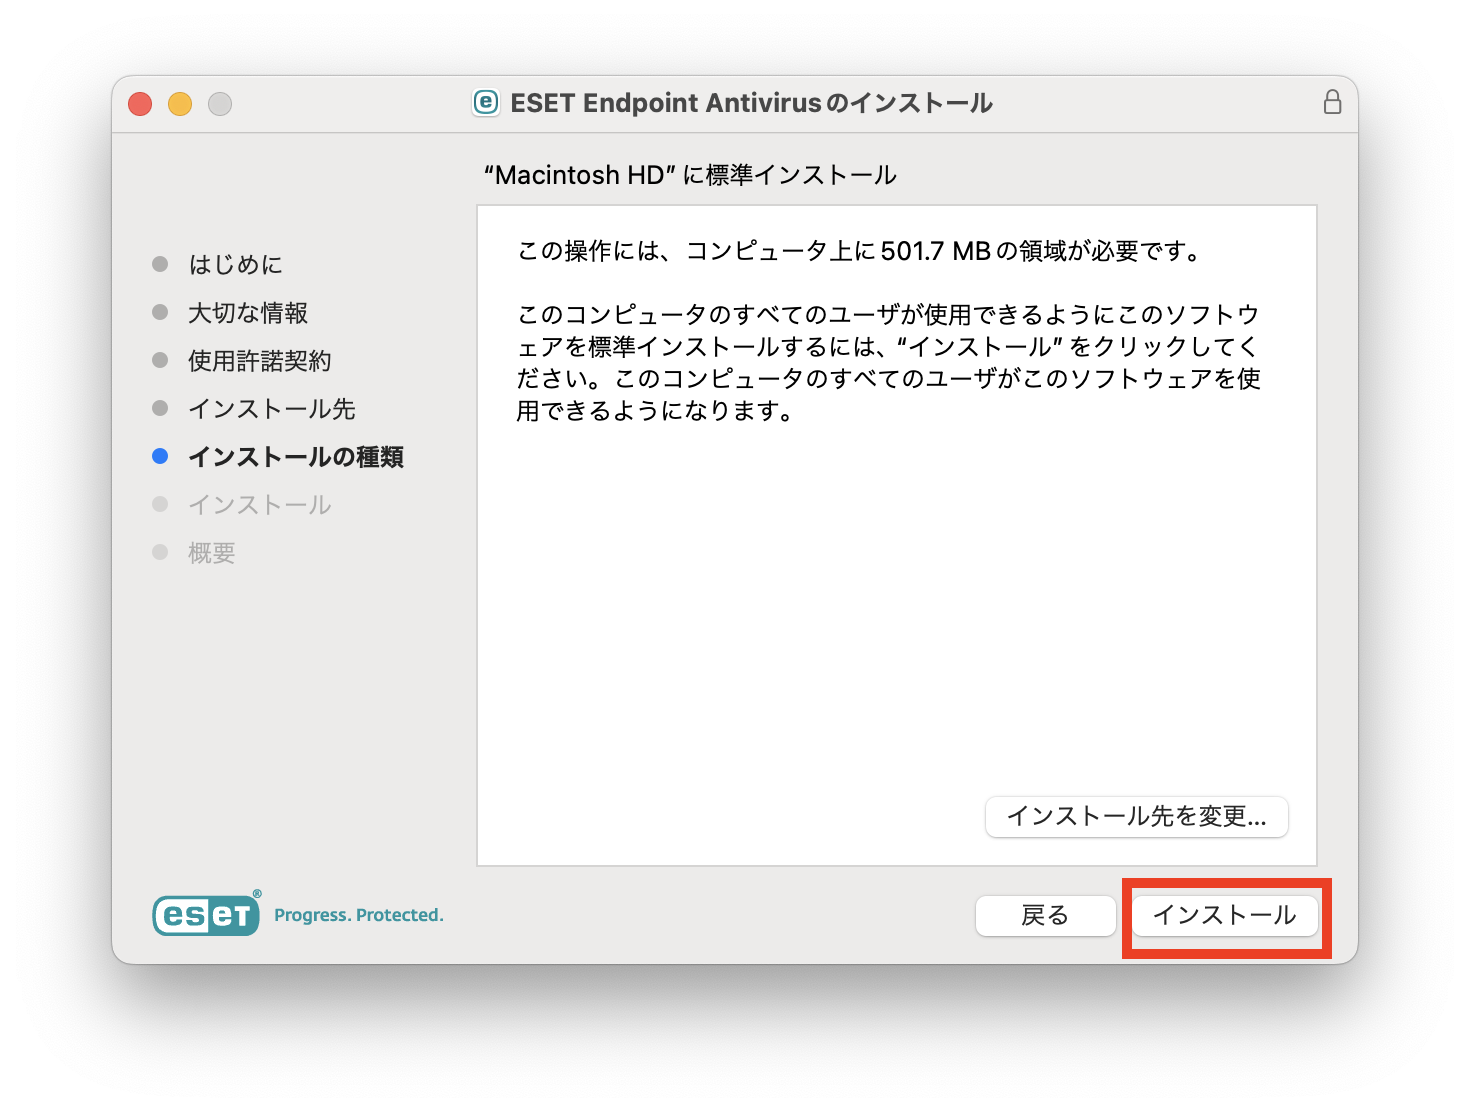 ESET Endpoint Antivirusのインストール
“Macintosh HD” に標準インストール
はじめに
大切な情報
使用許諾契約
インストール先
インストールの種類
インストール
概要
この操作には、コンピュータ上に501.7 MBの領域が必要です。
このコンピュータのすべてのユーザが使用できるようにこのソフトウ
ェアを標準インストールするには、“インストール” をクリックしてく
ださい。このコンピュータのすべてのユーザがこのソフトウェアを使
用できるようになります。
インストール先を変更...
eseT® Progress. Protected.
戻る
インストール